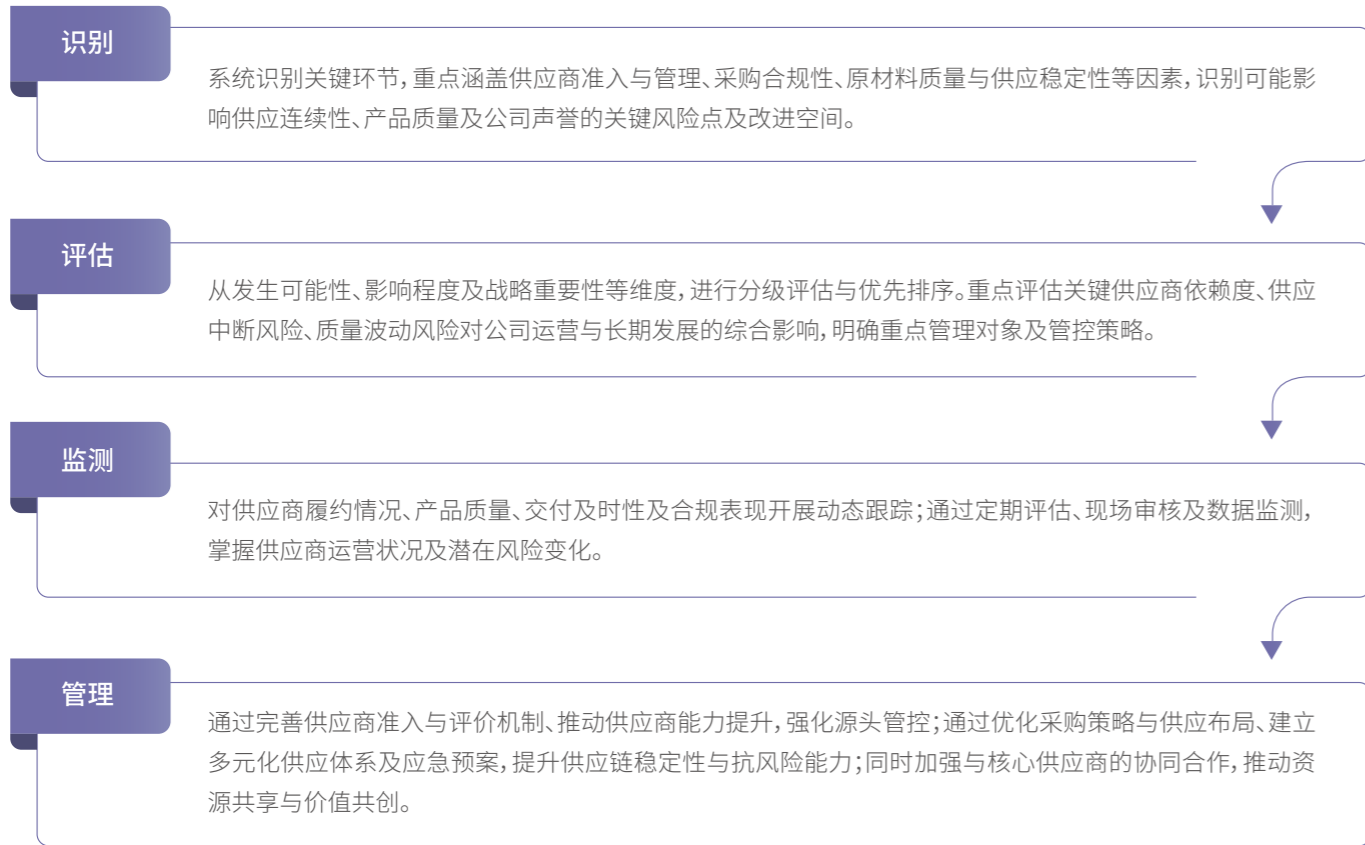 识别
系统识别关键环节，重点涵盖供应商准入与管理、采购合规性、原材料质量与供应稳定性等因素，识别可能影
响供应连续性、产品质量及公司声誉的关键风险点及改进空间。
评估
从发生可能性、影响程度及战略重要性等维度，进行分级评估与优先排序。重点评估关键供应商依赖度、供应
中断风险、质量波动风险对公司运营与长期发展的综合影响，明确重点管理对象及管控策略。
监测
对供应商履约情况、产品质量、交付及时性及合规表现开展动态跟踪；通过定期评估、现场审核及数据监测，
掌握供应商运营状况及潜在风险变化。
管理
通过完善供应商准入与评价机制、推动供应商能力提升，强化源头管控；通过优化采购策略与供应布局、建立
多元化供应体系及应急预案，提升供应链稳定性与抗风险能力；同时加强与核心供应商的协同合作，推动资
源共享与价值共创。